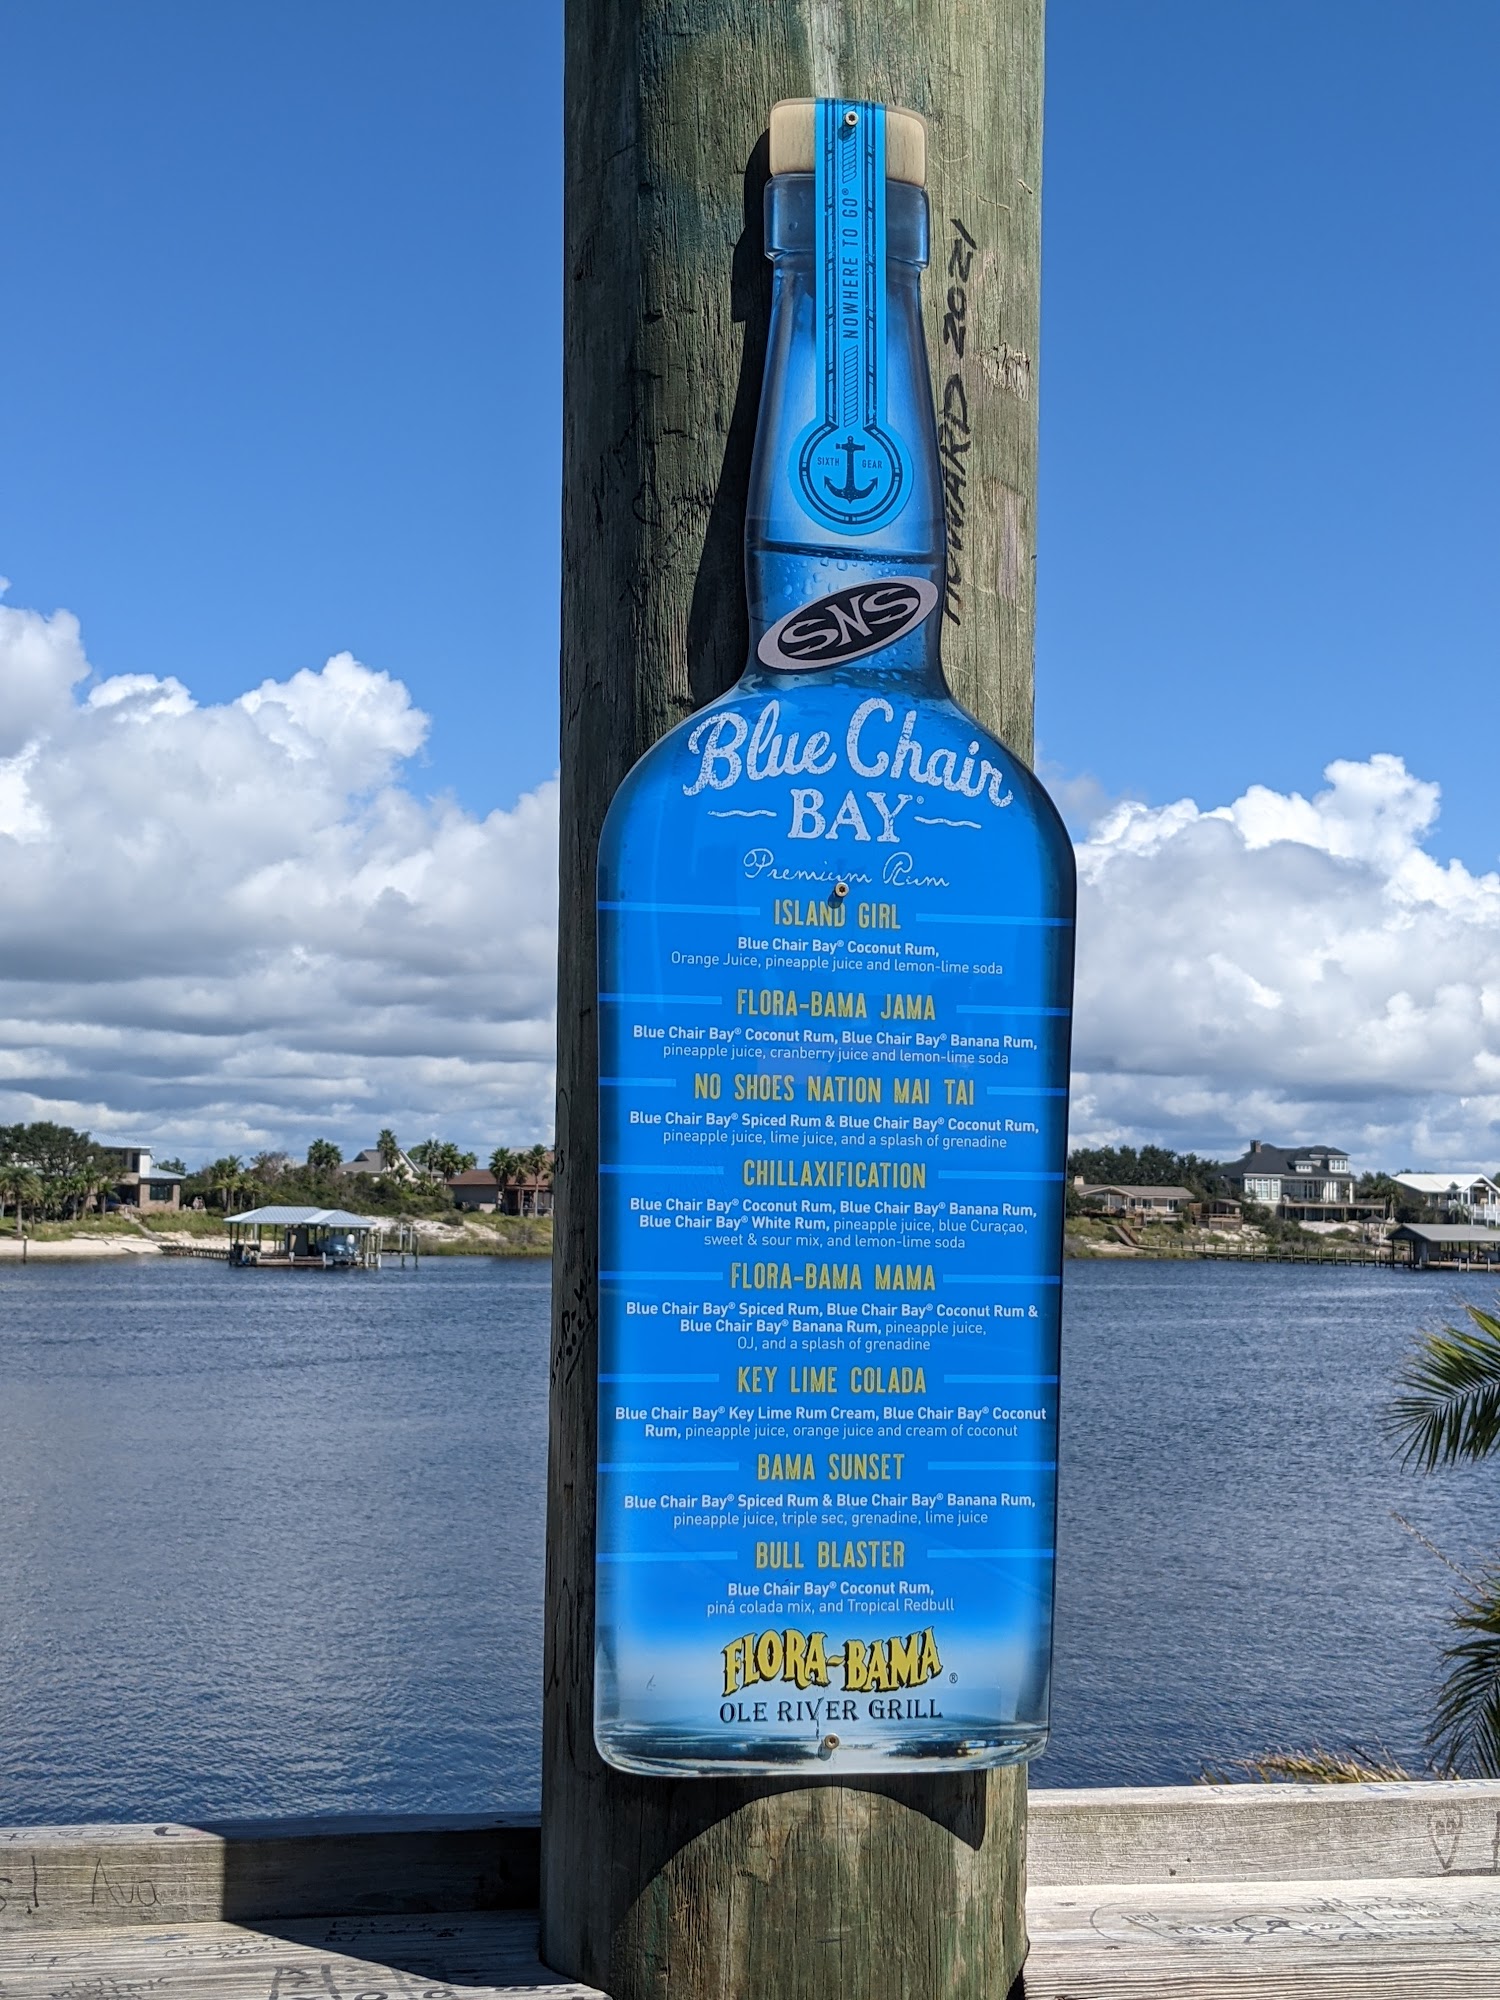 NOWHERE TO GO®
SIXTH GEAR
HOWARD 2021
SNS
Blue Chair
BAY®
Premium Rum
ISLAND GIRL
Blue Chair Bay® Coconut Rum,
Orange Juice, pineapple juice and lemon-lime soda
FLORA-BAMA JAMA
Blue Chair Bay® Coconut Rum, Blue Chair Bay® Banana Rum,
pineapple juice, cranberry juice and lemon-lime soda
NO SHOES NATION MAI TAI
Blue Chair Bay® Spiced Rum & Blue Chair Bay® Coconut Rum,
pineapple juice, lime juice, and a splash of grenadine
CHILLAXIFICATION
Blue Chair Bay® Coconut Rum, Blue Chair Bay® Banana Rum,
Blue Chair Bay® White Rum, pineapple juice, blue Curaçao,
sweet & sour mix, and lemon-lime soda
FLORA-BAMA MAMA
Blue Chair Bay® Spiced Rum, Blue Chair Bay® Coconut Rum &
Blue Chair Bay® Banana Rum, pineapple juice,
OJ, and a splash of grenadine
KEY LIME COLADA
Blue Chair Bay® Key Lime Rum Cream, Blue Chair Bay® Coconut
Rum, pineapple juice, orange juice and cream of coconut
BAMA SUNSET
Blue Chair Bay® Spiced Rum & Blue Chair Bay® Banana Rum,
pineapple juice, triple sec, grenadine, lime juice
BULL BLASTER
Blue Chair Bay® Coconut Rum,
piná colada mix, and Tropical Redbull
FLORA-BAMA®
OLE RIVER GRILL
Ava
2021